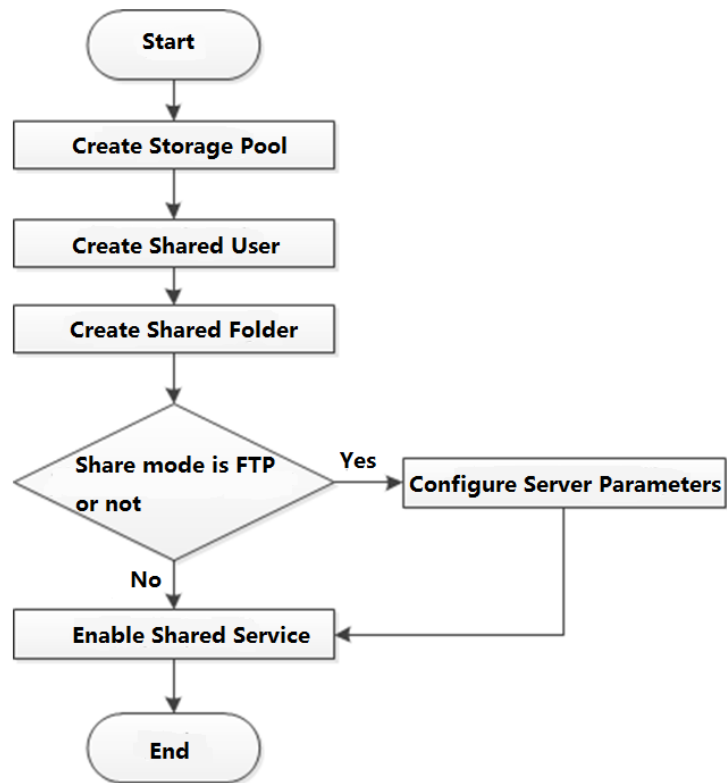 Start
Create Storage Pool
Create Shared User
Create Shared Folder
Share mode is FTP
or not
Yes
Configure Server Parameters
No
Enable Shared Service
End